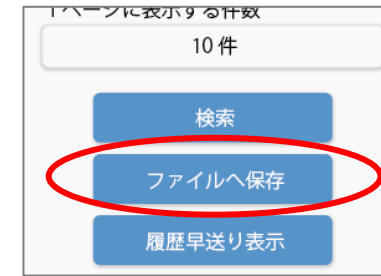 1ページに表示する件数
10 件
検索
ファイルへ保存
履歴早送り表示